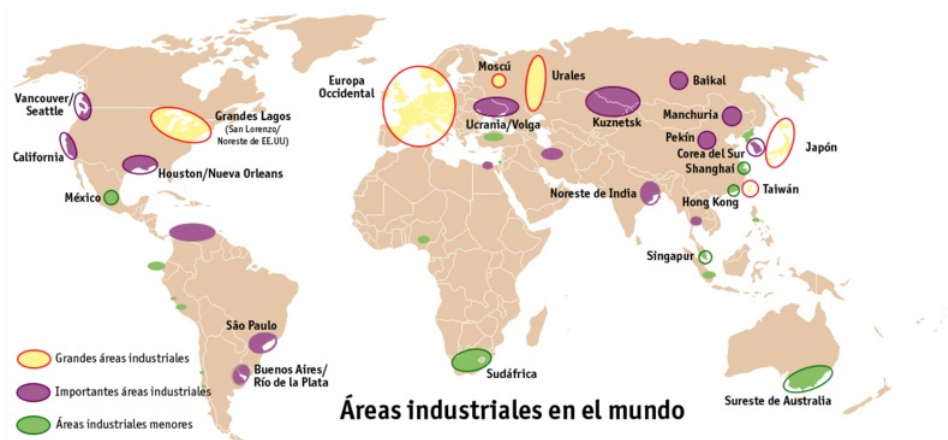 Moscú
Urales
Europa
Occidental
Baikal
Vancouver/
Seattle
Grandes Lagos
(San Lorenzo/
Noreste de EE.UU)
Ucrania/Volga
Kuznetsk
Manchuria
Pekín
Japón
California
Corea del Sur
Shanghai
Houston/Nueva Orleans
México
Noreste de India
Taiwán
Hong Kong
Singapur
São Paulo
Grandes áreas industriales
Buenos Aires/
Río de la Plata
Sudáfrica
Importantes áreas industriales
Sureste de Australia
Áreas industriales en el mundo
Áreas industriales menores